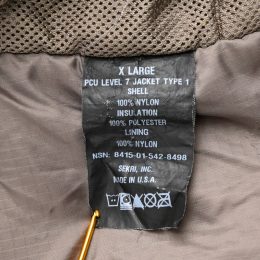 X LARGE
PCU LEVEL 7 JACKET TYPE 1
SHELL
100% NYLON
INSULATION
100% POLYESTER
LINING
100% NYLON
NSN: 8415-01-542-8498
SEKRI, INC.
MADE IN U.S.A.